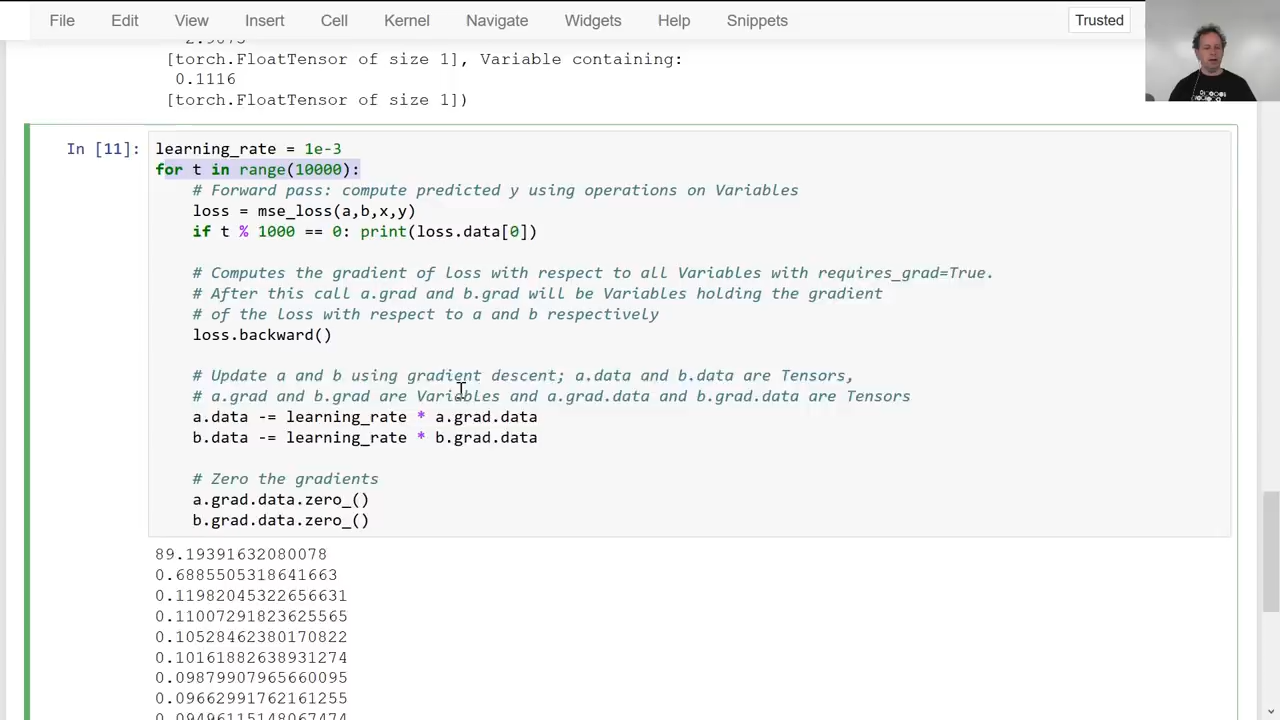 File Edit View Insert Cell Kernel Navigate Widgets Help Snippets Trusted
[torch.FloatTensor of size 1], Variable containing:
0.1116
[torch.FloatTensor of size 1])
In [11]:
learning_rate = 1e-3
for t in range(10000):
# Forward pass: compute predicted y using operations on Variables
loss = mse_loss(a,b,x,y)
if t % 1000 == 0: print(loss.data[0])
# Computes the gradient of loss with respect to all Variables with requires_grad=True.
# After this call a.grad and b.grad will be Variables holding the gradient
# of the loss with respect to a and b respectively
loss.backward()
# Update a and b using gradient descent; a.data and b.data are Tensors,
# a.grad and b.grad are Variables and a.grad.data and b.grad.data are Tensors
a.data -= learning_rate * a.grad.data
b.data -= learning_rate * b.grad.data
# Zero the gradients
a.grad.data.zero_()
b.grad.data.zero_()
89.19391632080078
0.6885505318641663
0.11982045322656631
0.11007291823625565
0.10528462380170822
0.10161882638931274
0.09879907965660095
0.09662991762161255